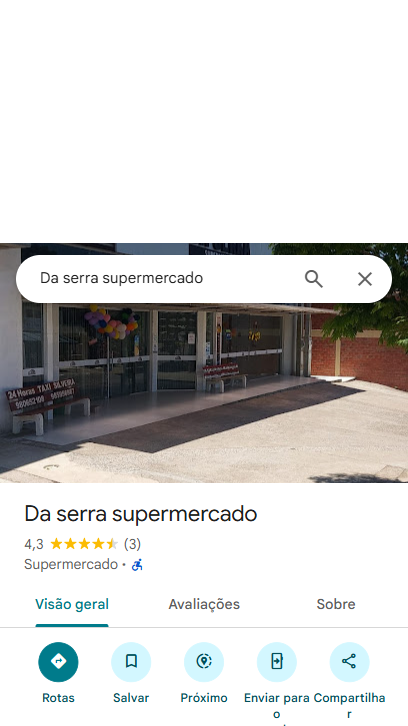 Da serra supermercado
24 Horas TAXI SILVEIRA
Da serra supermercado
4,3 (3)
Supermercado ·
Visão geral
Avaliações
Sobre
Rotas
Salvar
Próximo
Enviar para o
Compartilhar